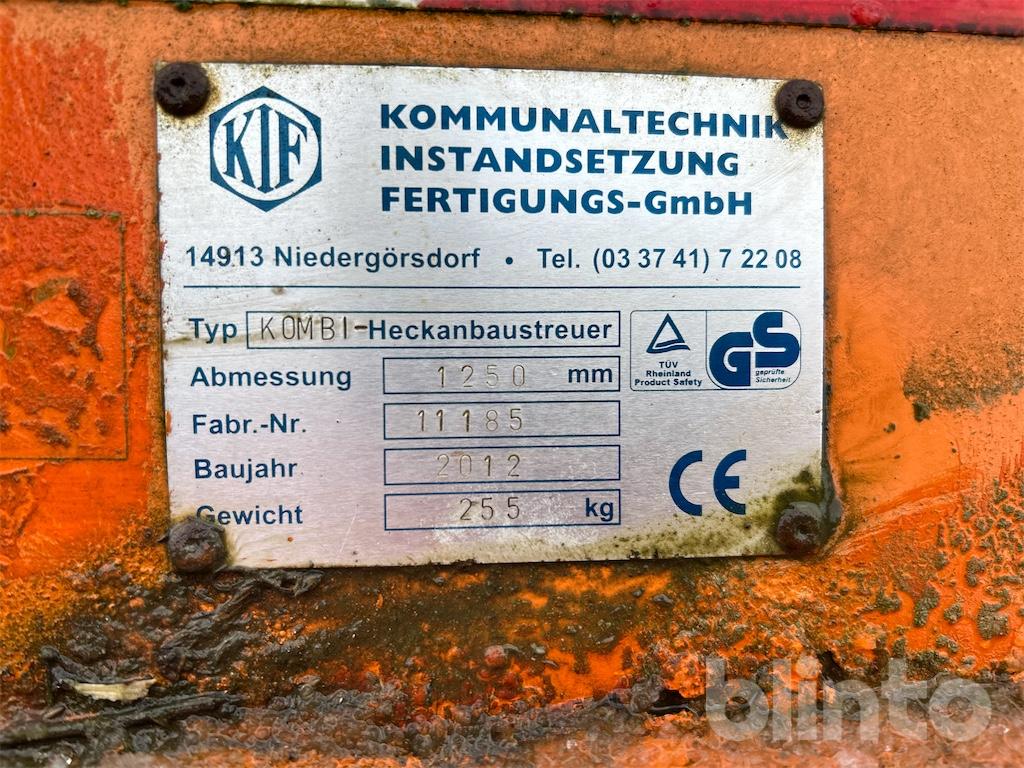 KIF
KOMMUNALTECHNIK
INSTANDSETZUNG
FERTIGUNGS-GmbH
14913 Niedergörsdorf • Tel. (03 37 41) 7 22 08
Typ KOMBI-Heckanbaustreuer
Abmessung 1250 mm
Fabr.-Nr. 11185
Baujahr 2012
Gewicht 255 kg
TÜV
Rheinland
Product Safety
GS
geprüfte
Sicherheit
CE
blinto